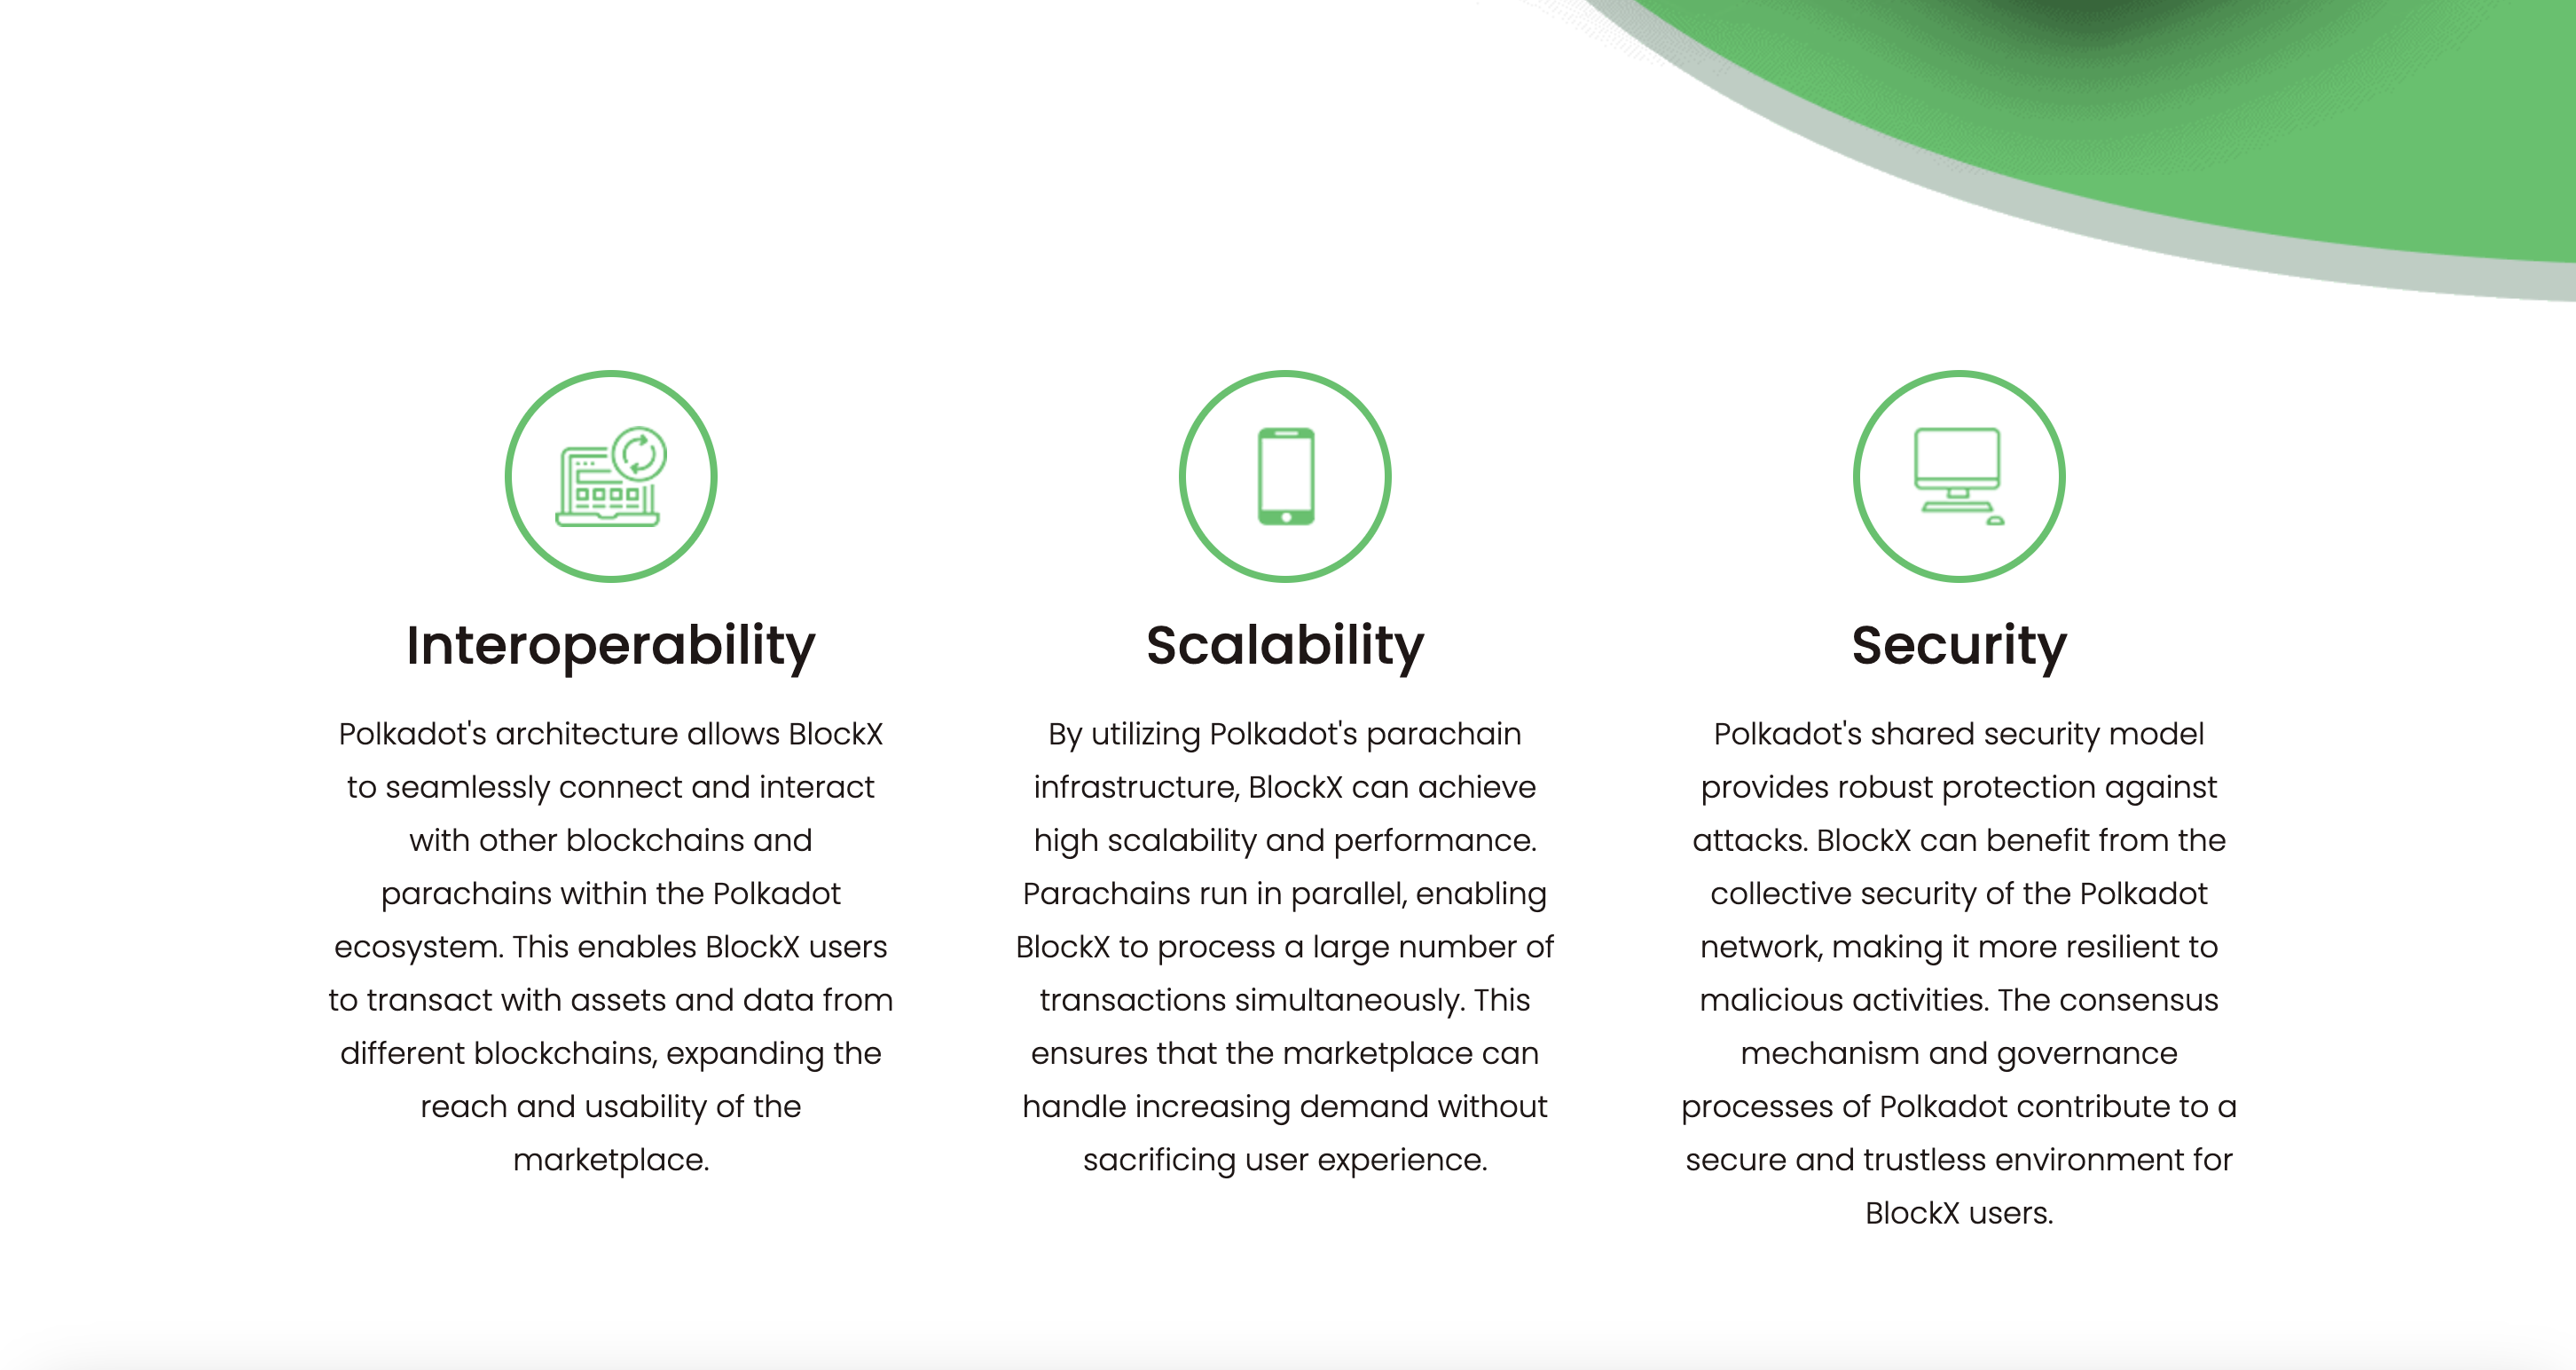 Interoperability
Polkadot's architecture allows BlockX
to seamlessly connect and interact
with other blockchains and
parachains within the Polkadot
ecosystem. This enables BlockX users
to transact with assets and data from
different blockchains, expanding the
reach and usability of the
marketplace.
Scalability
By utilizing Polkadot's parachain
infrastructure, BlockX can achieve
high scalability and performance.
Parachains run in parallel, enabling
BlockX to process a large number of
transactions simultaneously. This
ensures that the marketplace can
handle increasing demand without
sacrificing user experience.
Security
Polkadot's shared security model
provides robust protection against
attacks. BlockX can benefit from the
collective security of the Polkadot
network, making it more resilient to
malicious activities. The consensus
mechanism and governance
processes of Polkadot contribute to a
secure and trustless environment for
BlockX users.